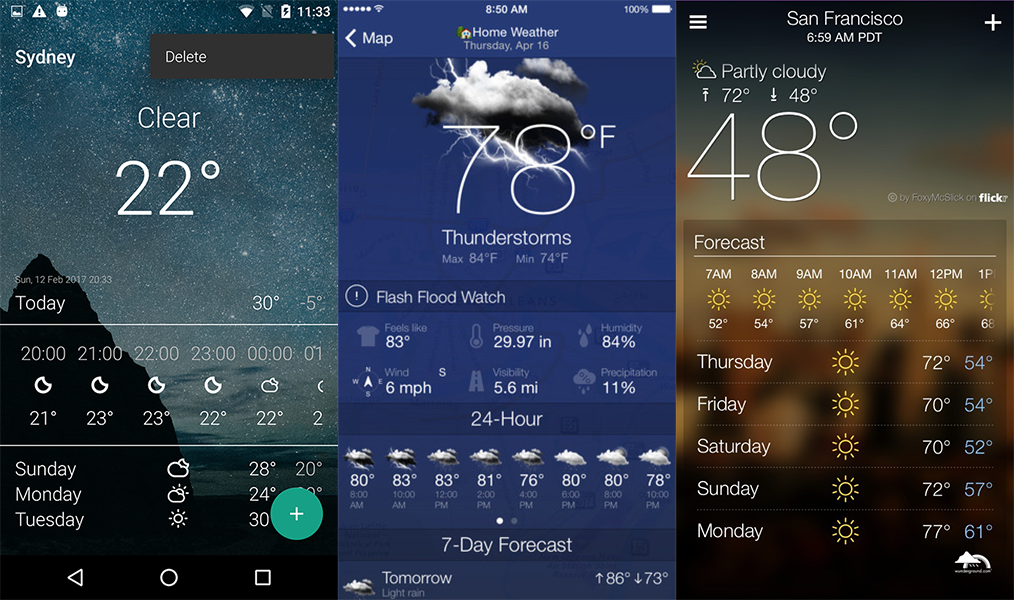 11:33
Sydney
Delete
Clear
22°
Sun, 12 Feb 2017 20:33
Today 30° -5°
20:00 21:00 22:00 23:00 00:00 01
21° 23° 23° 22° 22° 2
Sunday 28° 20°
Monday 24°
Tuesday 30
+
8:50 AM 100%
Map
Home Weather
Thursday, Apr 16
78°F
Thunderstorms
Max 84°F Min 74°F
! Flash Flood Watch
Feels like Pressure Humidity
83° 29.97 in 84%
N W E S
Wind S Visibility Precipitation
6 mph 5.6 mi 11%
24-Hour
80° 83° 83° 81° 76° 80° 80° 78°
8:00 10:00 12:00 2:00 4:00 6:00 8:00 10:00
AM AM PM PM PM PM PM PM
7-Day Forecast
Tomorrow ↑86°↓73°
Light rain
San Francisco
6:59 AM PDT
+
Partly cloudy
72° 48°
48°
© by FoxyMcSlick on flickr
Forecast
7AM 8AM 9AM 10AM 11AM 12PM 1P
52° 54° 57° 61° 64° 66° 68
Thursday 72° 54°
Friday 70° 54°
Saturday 70° 52°
Sunday 72° 57°
Monday 77° 61°
wunderground.com